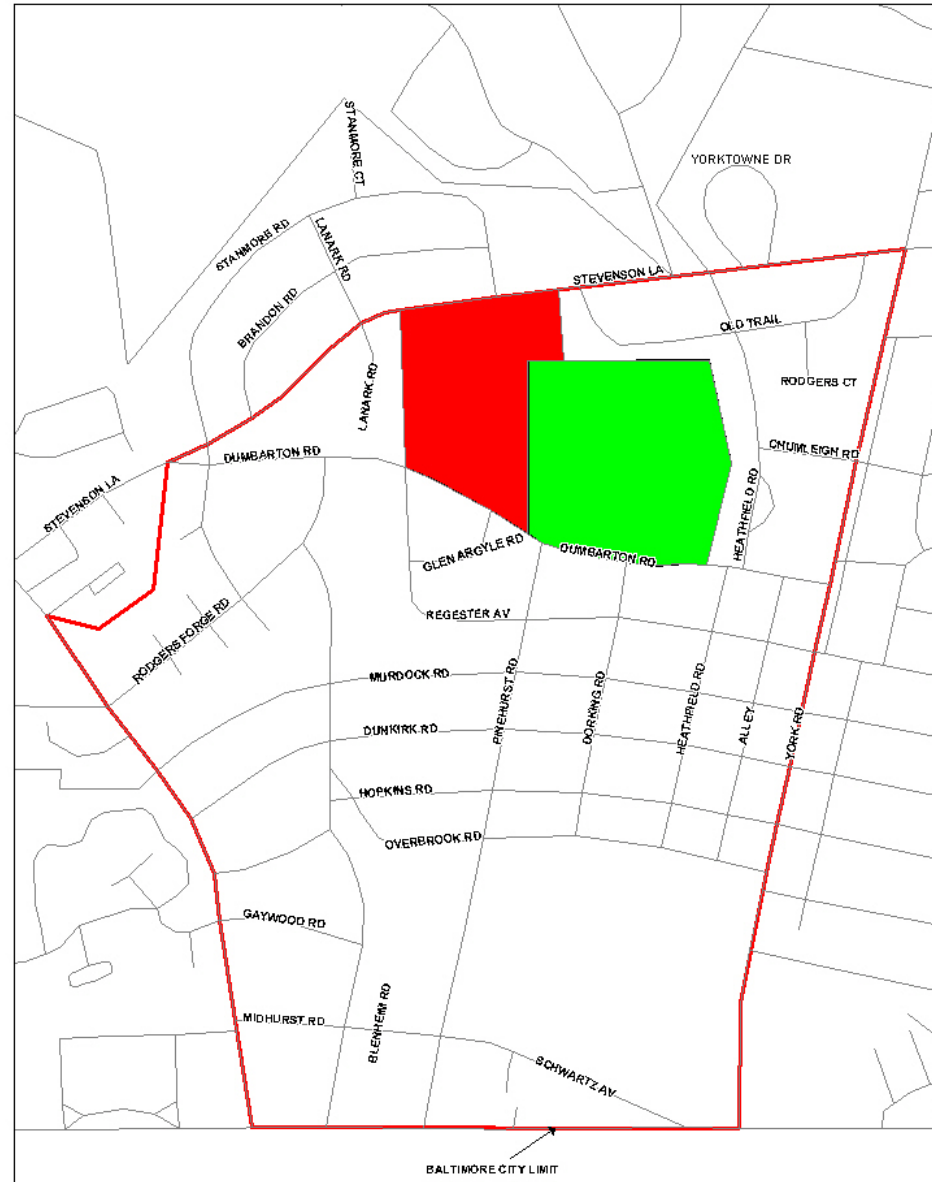 STANMORE CT
YORKTOWNE DR
STANMORE RD
LANARK RD
STEVENSON LA
BRANDON RD
OLD TRAIL
LANARK RD
RODGERS CT
DUMBARTON RD
CHUMLEIGH RD
STEVENSON LA
HEATHFIELD RD
GLEN ARGYLE RD
DUMBARTON RD
RODGERS FORGE RD
REGESTER AV
MURDOCK RD
PINEHURST RD
DORKING RD
HEATHFIELD RD
ALLEY
YORK RD
DUNKIRK RD
HOPKINS RD
OVERBROOK RD
GAYWOOD RD
BLENHEIM RD
MIDHURST RD
SCHWARTZ AV
BALTIMORE CITY LIMIT